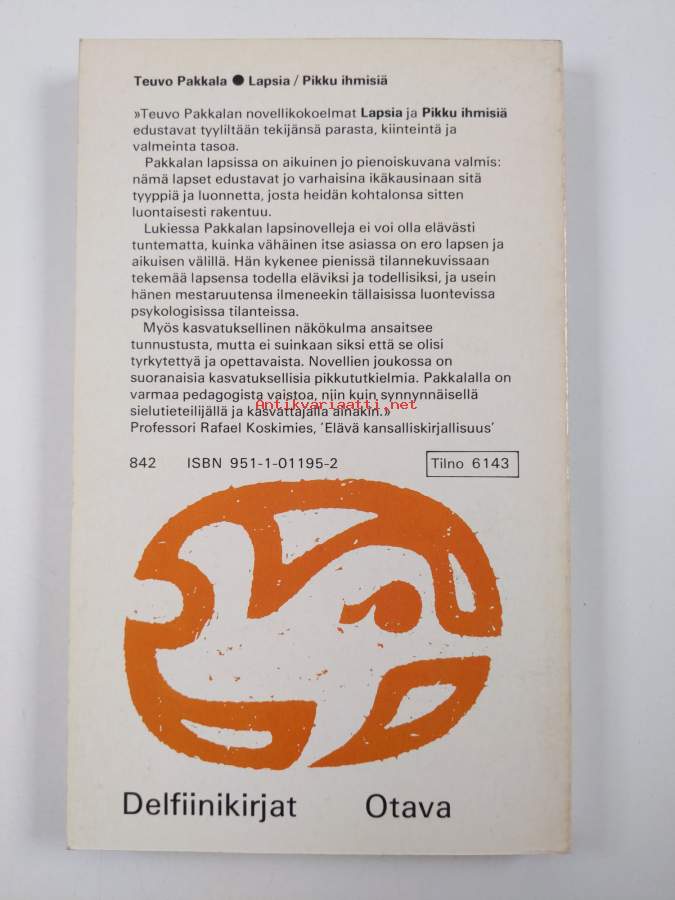 Teuvo Pakkala ● Lapsia / Pikku ihmisiä
»Teuvo Pakkalan novellikokoelmat Lapsia ja Pikku ihmisiä
edustavat tyyliltään tekijänsä parasta, kiinteintä ja
valmeinta tasoa.
Pakkalan lapsissa on aikuinen jo pienoiskuvana valmis:
nämä lapset edustavat jo varhaisina ikäkausinaan sitä
tyyppiä ja luonnetta, josta heidän kohtalonsa sitten
luontaisesti rakentuu.
Lukiessa Pakkalan lapsinovelleja ei voi olla elävästi
tuntematta, kuinka vähäinen itse asiassa on ero lapsen ja
aikuisen välillä. Hän kykenee pienissä tilannekuvissaan
tekemää lapsensa todella eläviksi ja todellisiksi, ja usein
hänen mestaruutensa ilmeneekin tällaisissa luontevissa
psykologisissa tilanteissa.
Myös kasvatuksellinen näkökulma ansaitsee
tunnustusta, mutta ei suinkaan siksi että se olisi
tyrkytettyä ja opettavaista. Novellien joukossa on
suoranaisia kasvatuksellisia pikkututkielmia. Pakkalalla on
varmaa pedagogista vaistoa, niin kuin synnynnäisellä
Antikvariaatti.net
sielutieteilijällä ja kasvattajalla ainakin.»
Professori Rafael Koskimies, 'Elävä kansalliskirjallisuus'
842 ISBN 951-1-01195-2 Tilno 6143
Delfiinikirjat Otava